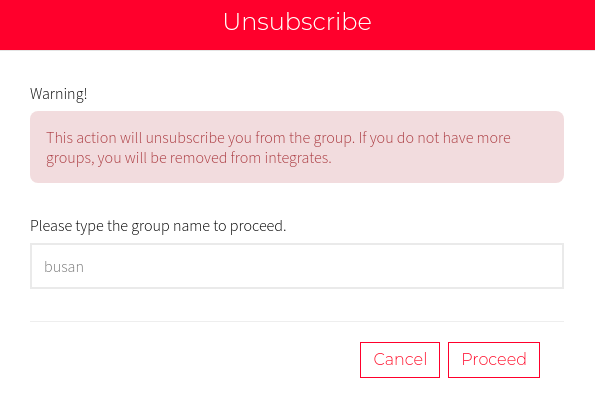 Unsubscribe
Warning!
This action will unsubscribe you from the group. If you do not have more
groups, you will be removed from integrates.
Please type the group name to proceed.
busan
Cancel
Proceed